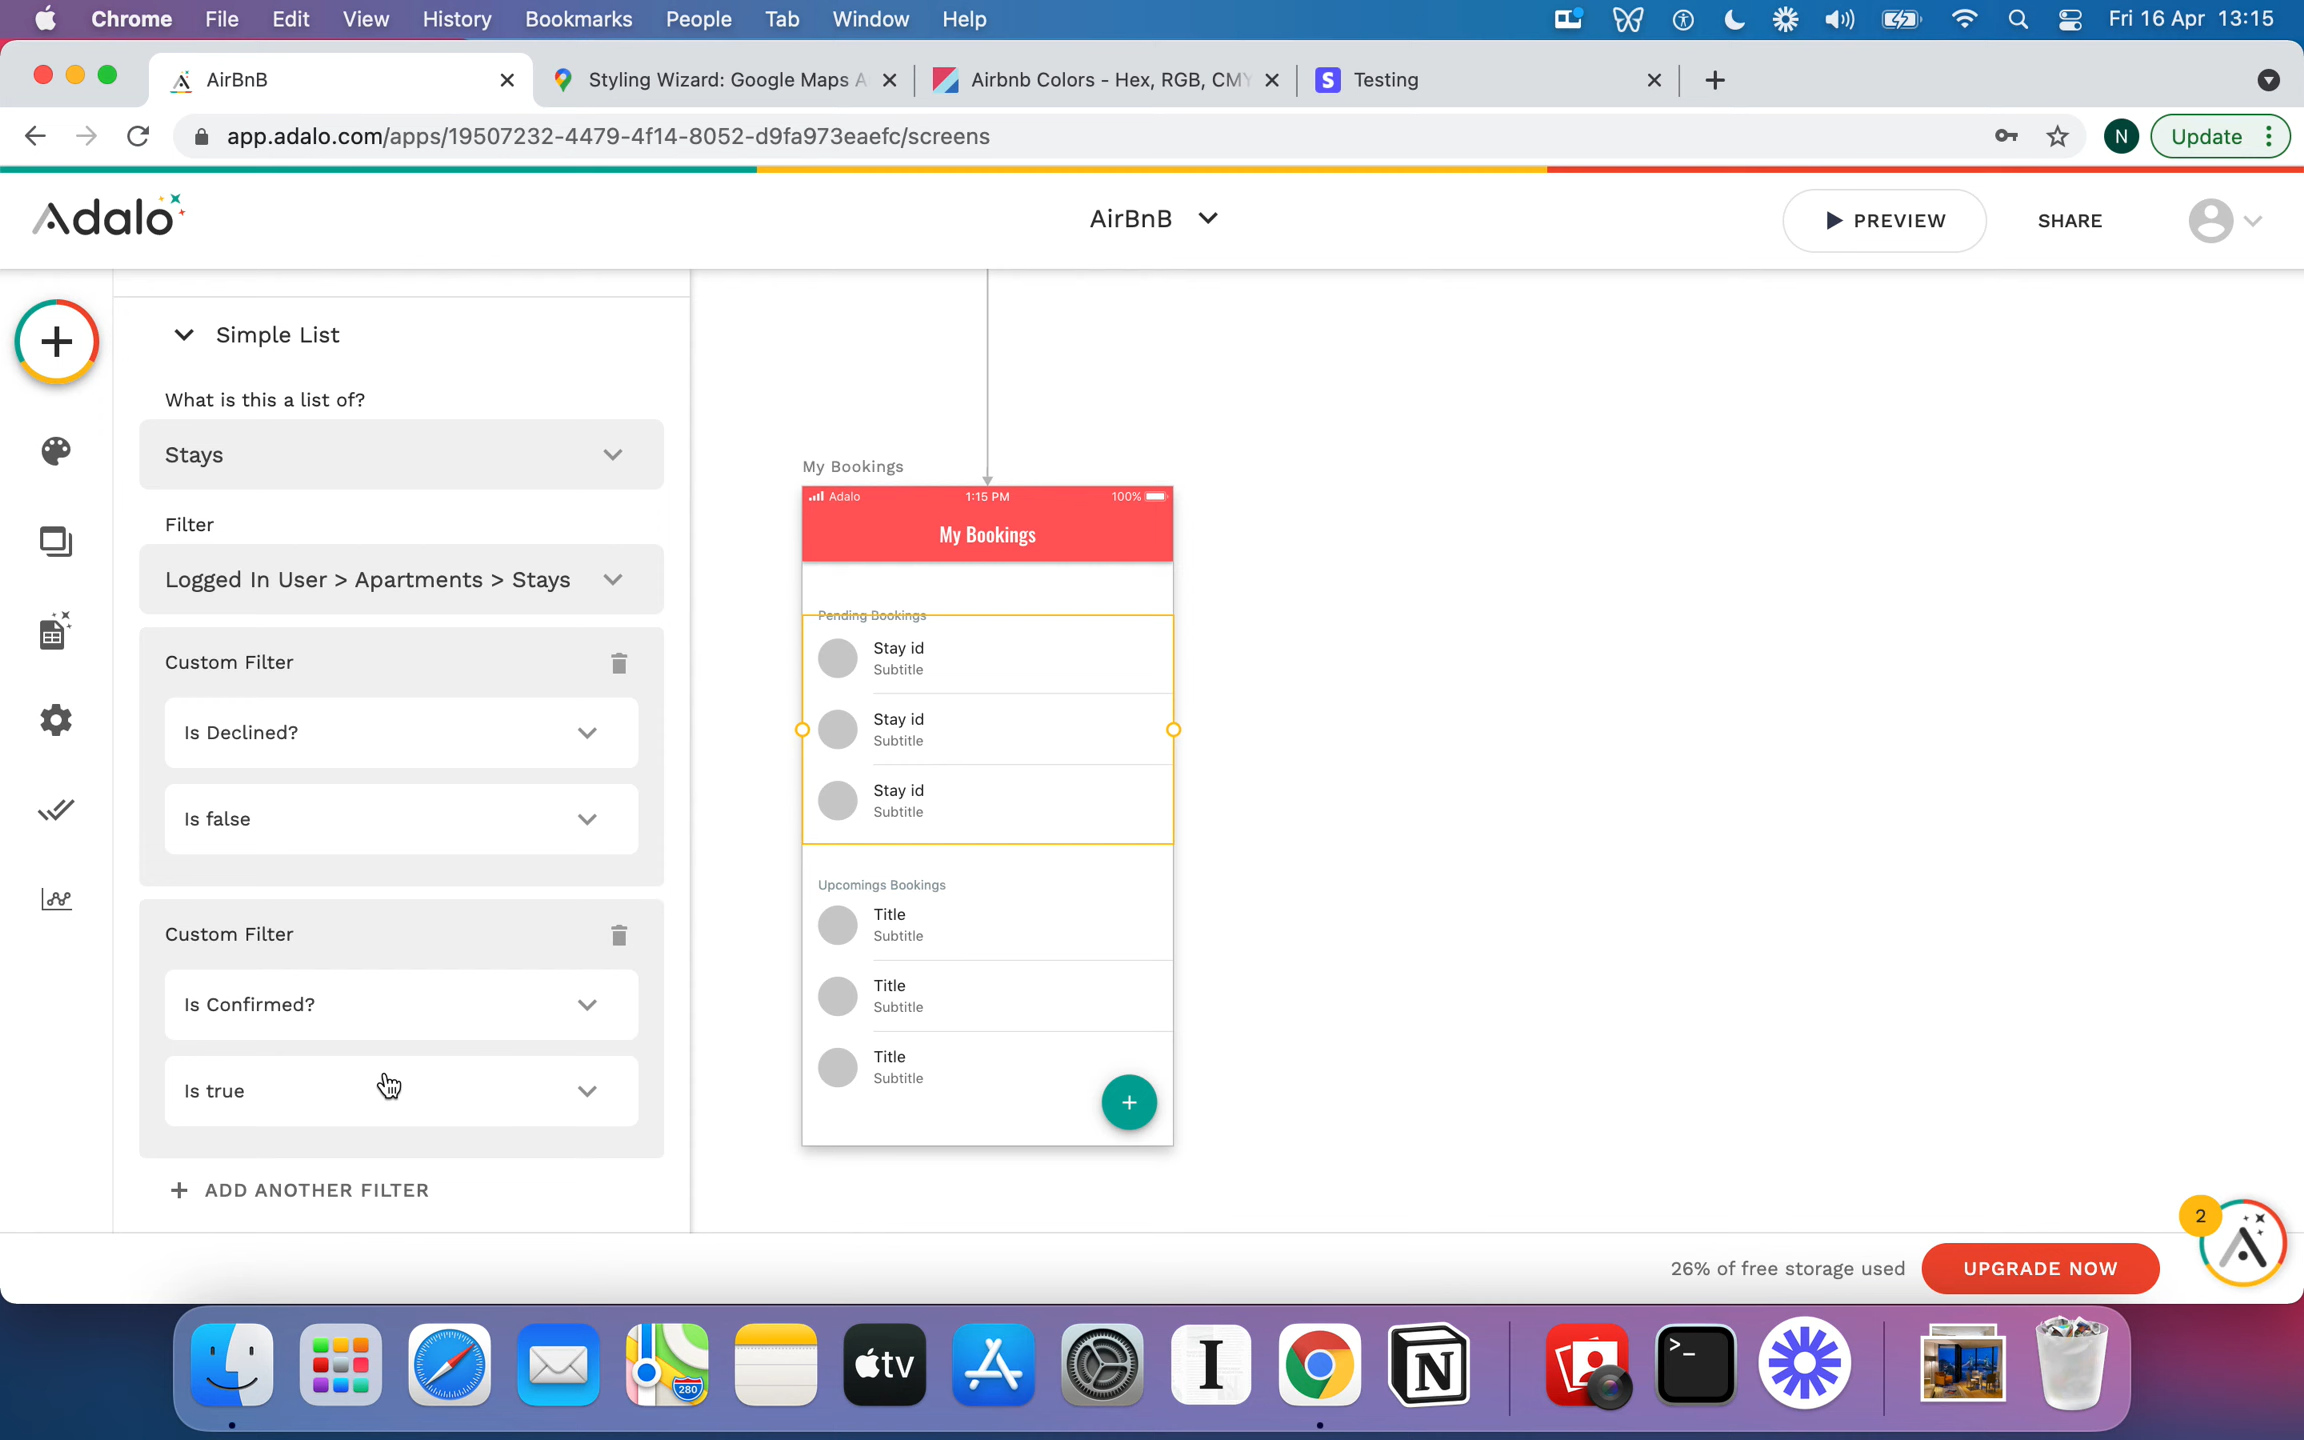 Chrome File Edit View History Bookmarks People Tab Window Help Fri 16 Apr 13:15
AirBnB Styling Wizard: Google Maps A Airbnb Colors - Hex, RGB, CMY S Testing
app.adalo.com/apps/19507232-4479-4f14-8052-d9fa973eaefc/screens N Update
Adalo AirBnB PREVIEW SHARE
Simple List
What is this a list of?
Stays
Filter
Logged In User > Apartments > Stays
Custom Filter
Is Declined?
Is false
Custom Filter
Is Confirmed?
Is true
+ ADD ANOTHER FILTER
My Bookings
Adalo 1:15 PM 100%
My Bookings
Pending Bookings
Stay id
Subtitle
Stay id
Subtitle
Stay id
Subtitle
Upcomings Bookings
Title
Subtitle
Title
Subtitle
Title
Subtitle
+
2
26% of free storage used UPGRADE NOW
280
tv
I
N
>_